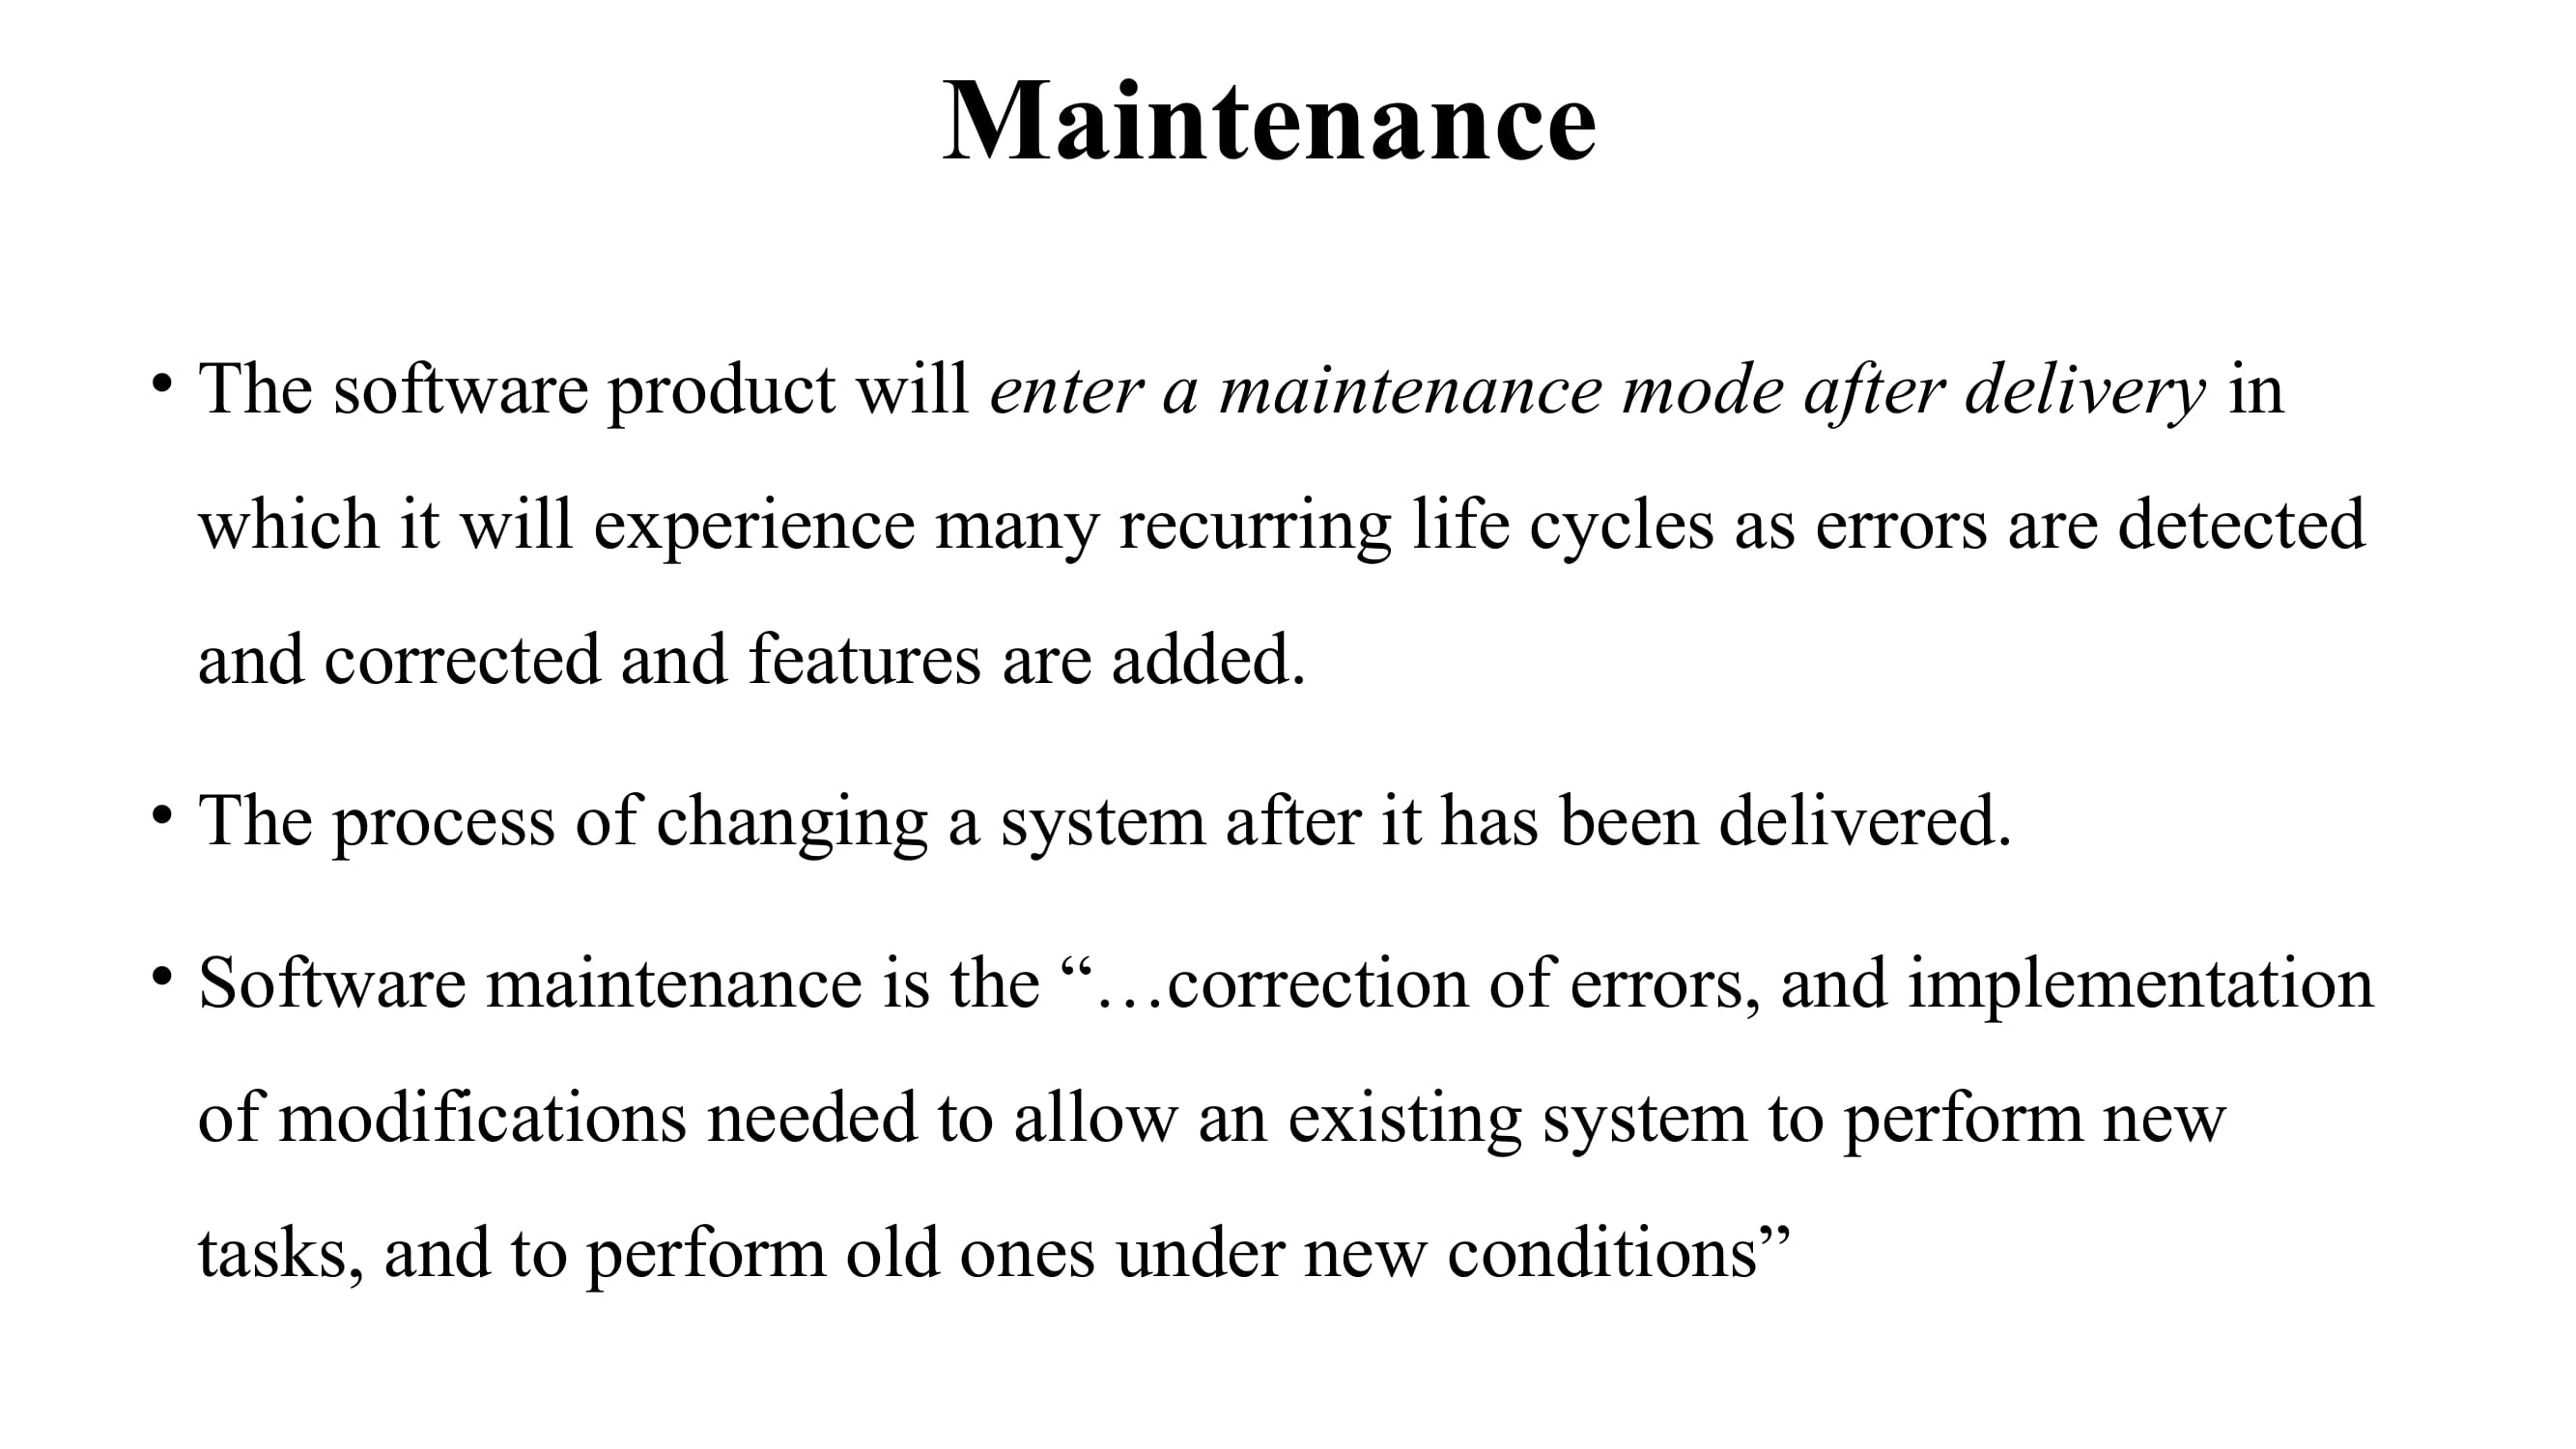 Maintenance
• The software product will enter a maintenance mode after delivery in
which it will experience many recurring life cycles as errors are detected
and corrected and features are added.
• The process of changing a system after it has been delivered.
• Software maintenance is the “…correction of errors, and implementation
of modifications needed to allow an existing system to perform new
tasks, and to perform old ones under new conditions”